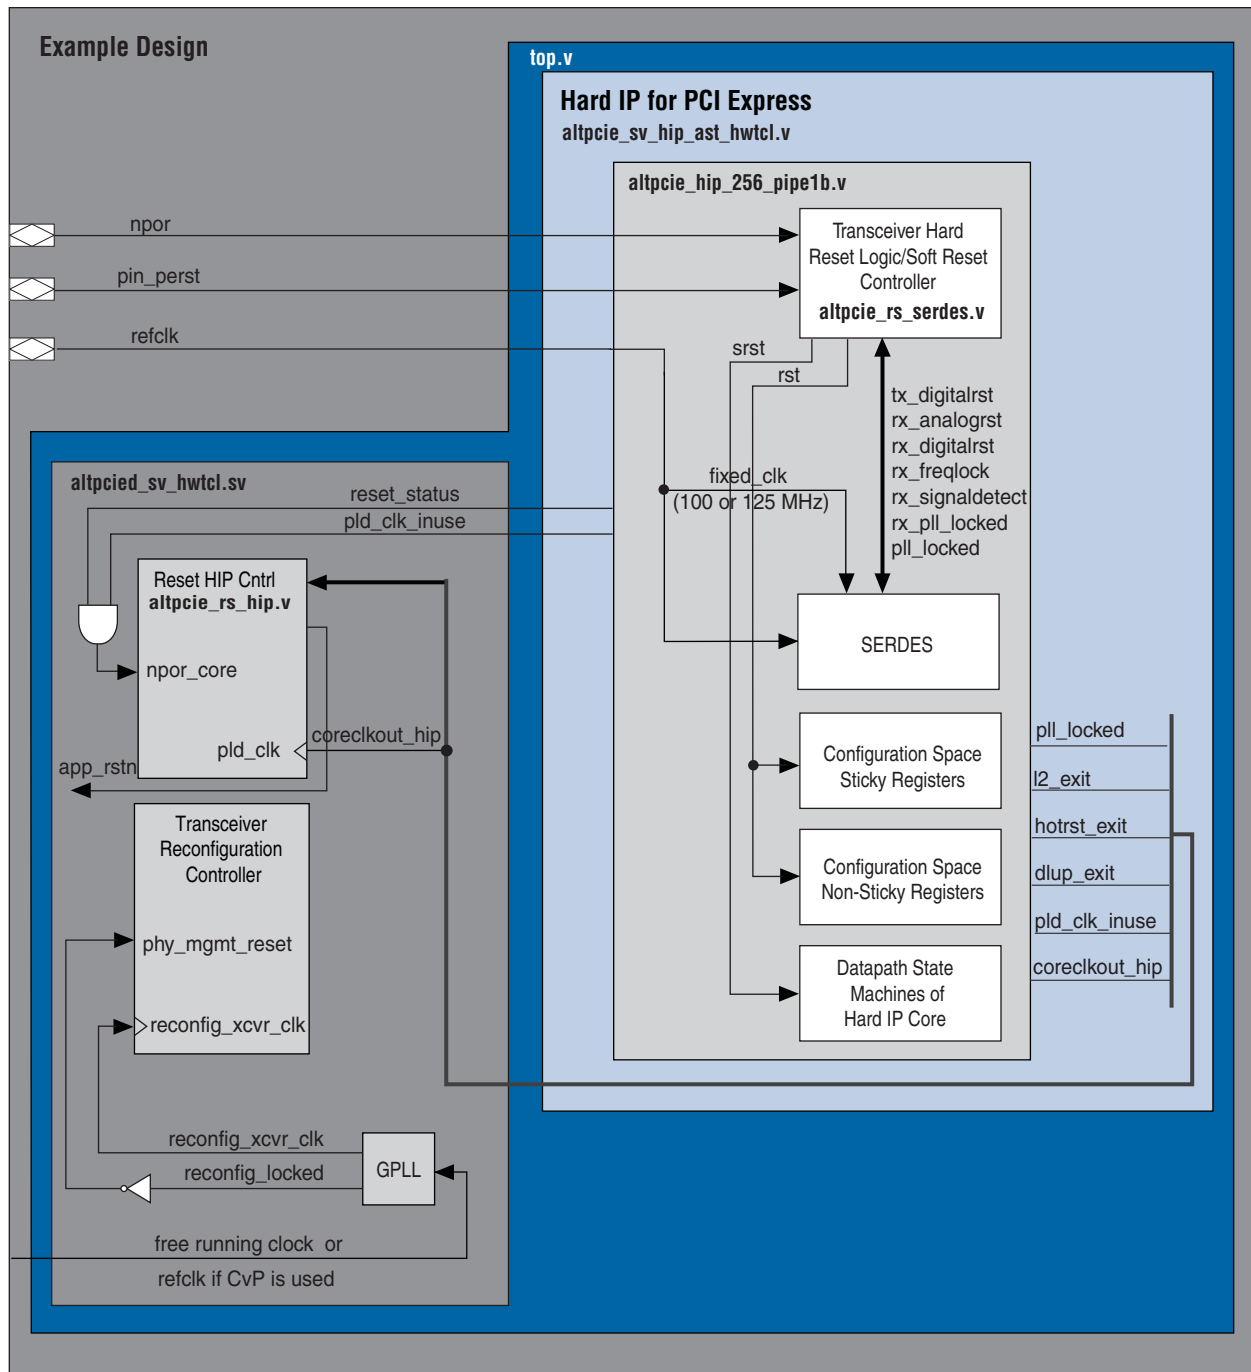 Example Design
top.v
Hard IP for PCI Express
altpcie_sv_hip_ast_hwtcl.v
altpcie_hip_256_pipe1b.v
npor
pin_perst
refclk
Transceiver Hard
Reset Logic/Soft Reset
Controller
altpcie_rs_serdes.v
srst
rst
tx_digitalrst
rx_analogrst
rx_digitalrst
rx_freqlock
rx_signaldetect
rx_pll_locked
pll_locked
fixed_clk
(100 or 125 MHz)
altpcied_sv_hwtcl.sv
reset_status
pld_clk_inuse
Reset HIP Cntrl
altpcie_rs_hip.v
npor_core
pld_clk
coreclkout_hip
app_rstn
SERDES
Configuration Space
Sticky Registers
Configuration Space
Non-Sticky Registers
Datapath State
Machines of
Hard IP Core
pll_locked
l2_exit
hotrst_exit
dlup_exit
pld_clk_inuse
coreclkout_hip
Transceiver
Reconfiguration
Controller
phy_mgmt_reset
reconfig_xcvr_clk
reconfig_xcvr_clk
reconfig_locked
GPLL
free running clock or
refclk if CvP is used